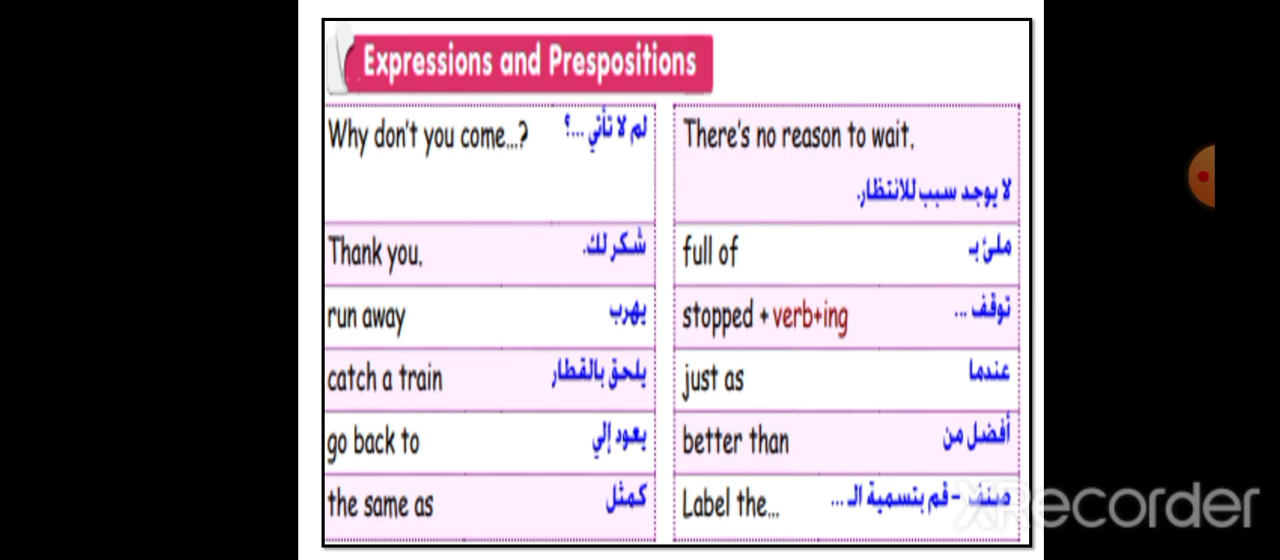 Expressions and Prespositions
Why don't you come...? لم لا تأتي ...؟
Thank you. شكر لك.
run away يهرب
catch a train يلحق بالقطار
go back to يعود إلي
the same as كمثل
There's no reason to wait.
لا يوجد سبب للانتظار.
full of ملئ بـ
stopped + verb+ing توقف ...
just as عندما
better than أفضل من
Label the... صنف - قم بتسمية الـ ...
XRecorder